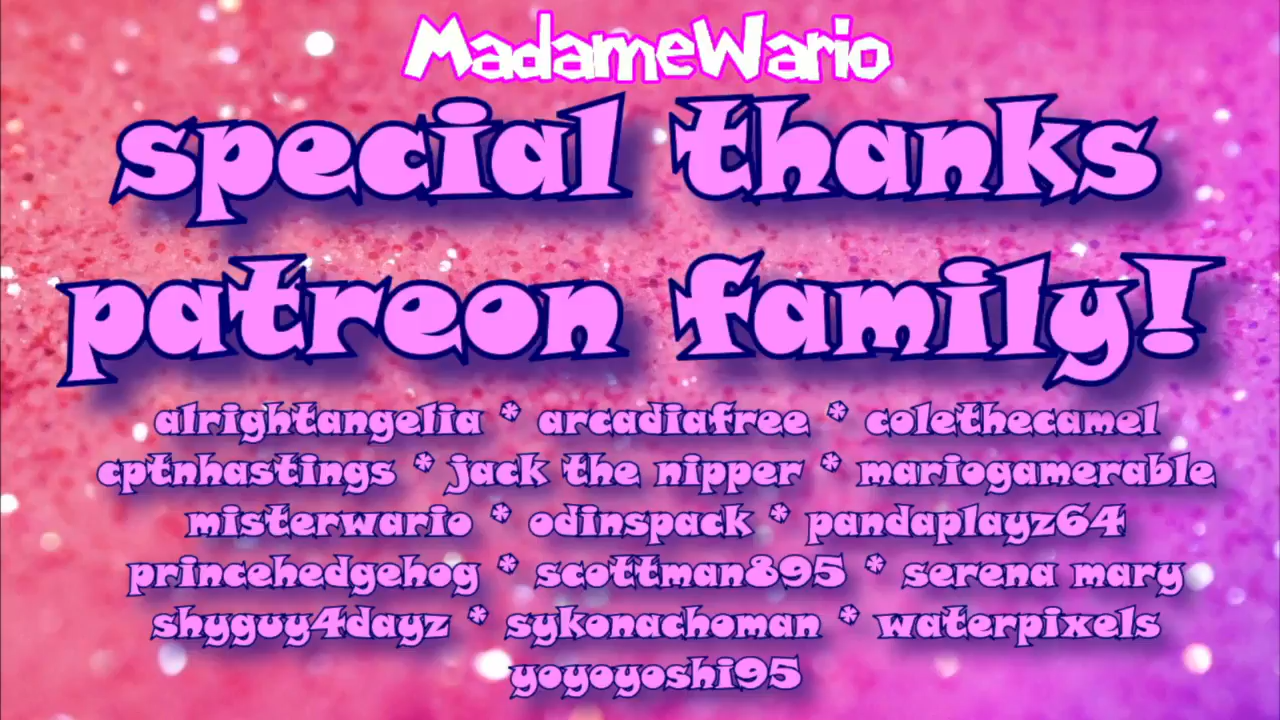 MadameWario
special thanks
patreon family!
alrightangelia * arcadiafree * colethecamel
cptnhastings * jack the nipper * mariogamerable
misterwario * odinspack * pandaplayz64
princehedgehog * scottman895 * serena mary
shyguy4dayz * sykonachoman * waterpixels
yoyoyoshi95